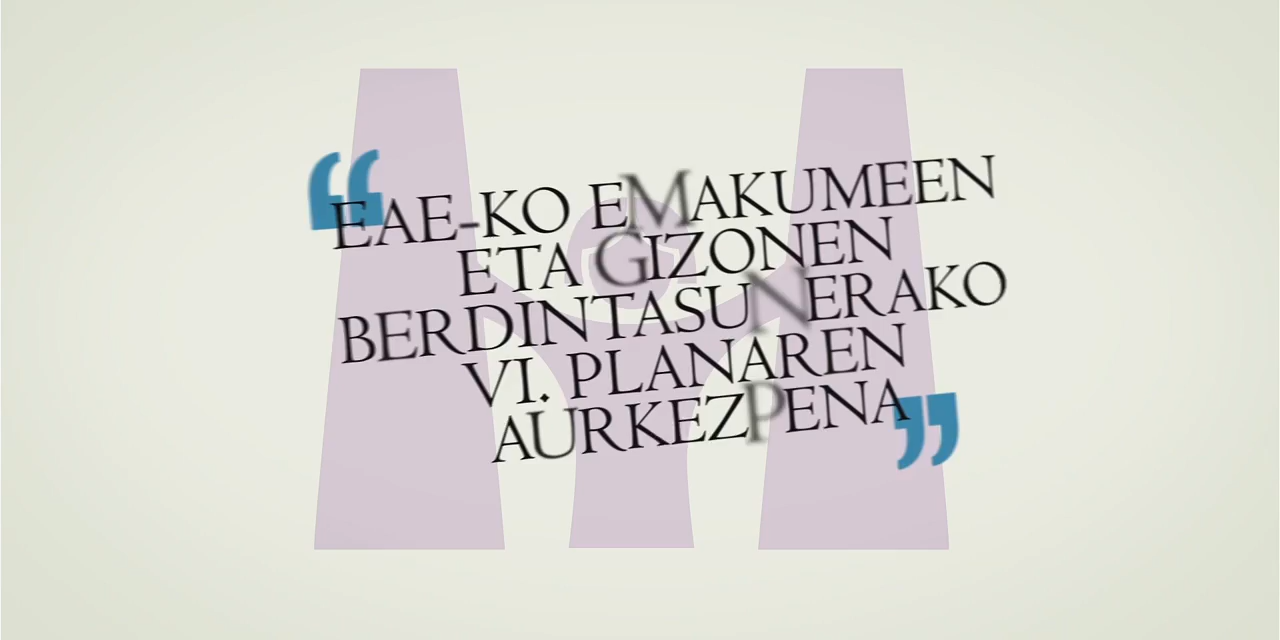 “EAE-KO EMAKUMEEN
ETA GIZONEN
BERDINTASUNERAKO
VI. PLANAREN
AURKEZPENA”